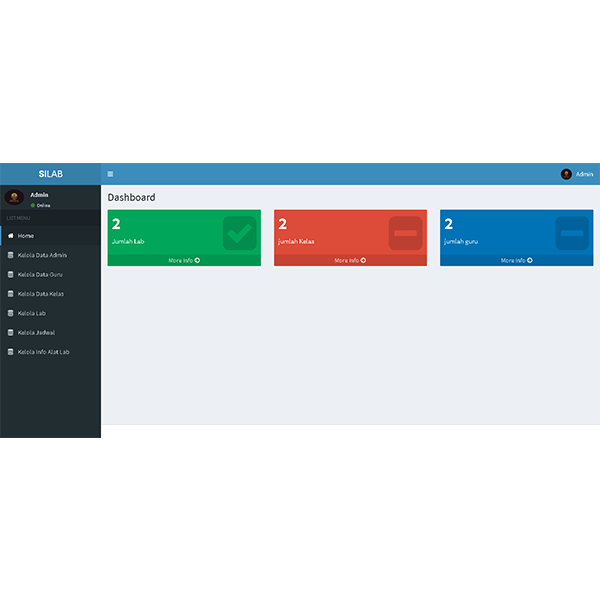 SILAB
Admin
Admin
Online
LIST MENU
Home
Kelola Data Admin
Kelola Data Guru
Kelola Data Kelas
Kelola Lab
Kelola Jadwal
Kelola Info Alat Lab
Dashboard
2
Jumlah Lab
More info
2
jumlah Kelas
More info
2
jumlah guru
More info